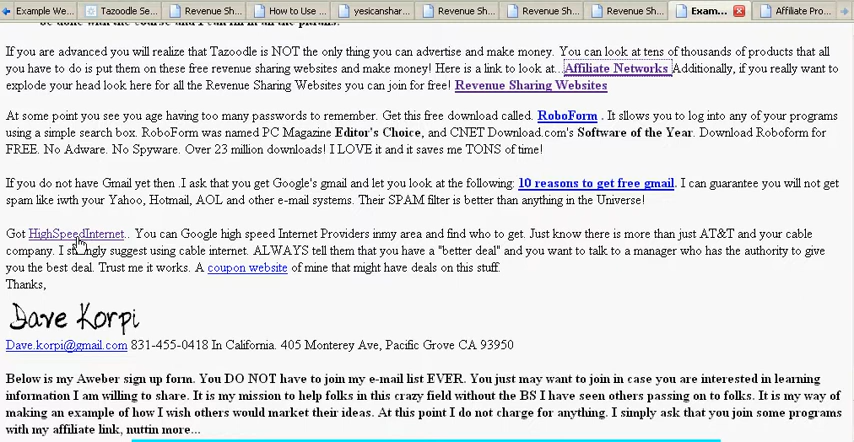 Example We...
Tazoodle Se...
Revenue Sh...
How to Use ...
yesicanshar...
Revenue Sh...
Revenue Sh...
Revenue Sh...
Exam...
Affiliate Pro...
be done with the course and I can fill in all the
If you are advanced you will realize that Tazoodle is NOT the only thing you can advertise and make money. You can look at tens of thousands of products that all
you have to do is put them on these free revenue sharing websites and make money! Here is a link to look at...Affiliate Networks Additionally, if you really want to
explode your head look here for all the Revenue Sharing Websites you can join for free! Revenue Sharing Websites
At some point you see you age having too many passwords to remember. Get this free download called. RoboForm . It sllows you to log into any of your programs
using a simple search box. RoboForm was named PC Magazine Editor's Choice, and CNET Download.com's Software of the Year. Download Roboform for
FREE. No Adware. No Spyware. Over 23 million downloads! I LOVE it and it saves me TONS of time!
If you do not have Gmail yet then .I ask that you get Google's gmail and let you look at the following: 10 reasons to get free gmail. I can guarantee you will not get
spam like iwth your Yahoo, Hotmail, AOL and other e-mail systems. Their SPAM filter is better than anything in the Universe!
Got HighSpeedInternet.. You can Google high speed Internet Providers inmy area and find who to get. Just know there is more than just AT&T and your cable
company. I strongly suggest using cable internet. ALWAYS tell them that you have a "better deal" and you want to talk to a manager who has the authority to give
you the best deal. Trust me it works. A coupon website of mine that might have deals on this stuff.
Thanks,
Dave Korpi
Dave.korpi@gmail.com 831-455-0418 In California. 405 Monterey Ave, Pacific Grove CA 93950
Below is my Aweber sign up form. You DO NOT have to join my e-mail list EVER. You just may want to join in case you are interested in learning
information I am willing to share. It is my mission to help folks in this crazy field without the BS I have seen others passing on to folks. It is my way of
making an example of how I wish others would market their ideas. At this point I do not charge for anything. I simply ask that you join some programs
with my affiliate link, nuttin more...